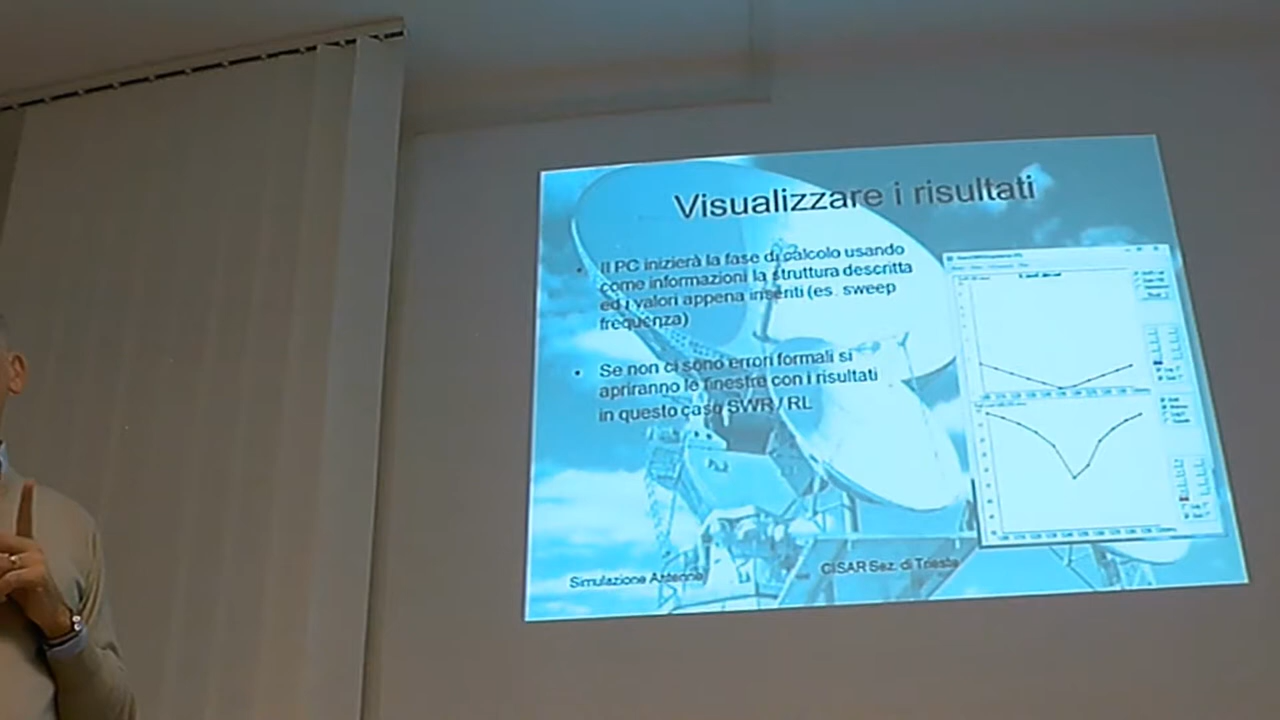 Visualizzare i risultati
Il PC inizierà la fase di calcolo usando
come informazioni la struttura descritta
ed i valori appena inseriti (es. sweep
frequenza)
Se non ci sono errori formali si
apriranno le finestre con i risultati
in questo caso SWR / RL
Simulazione Antenne
CISAR Sez. di Trieste